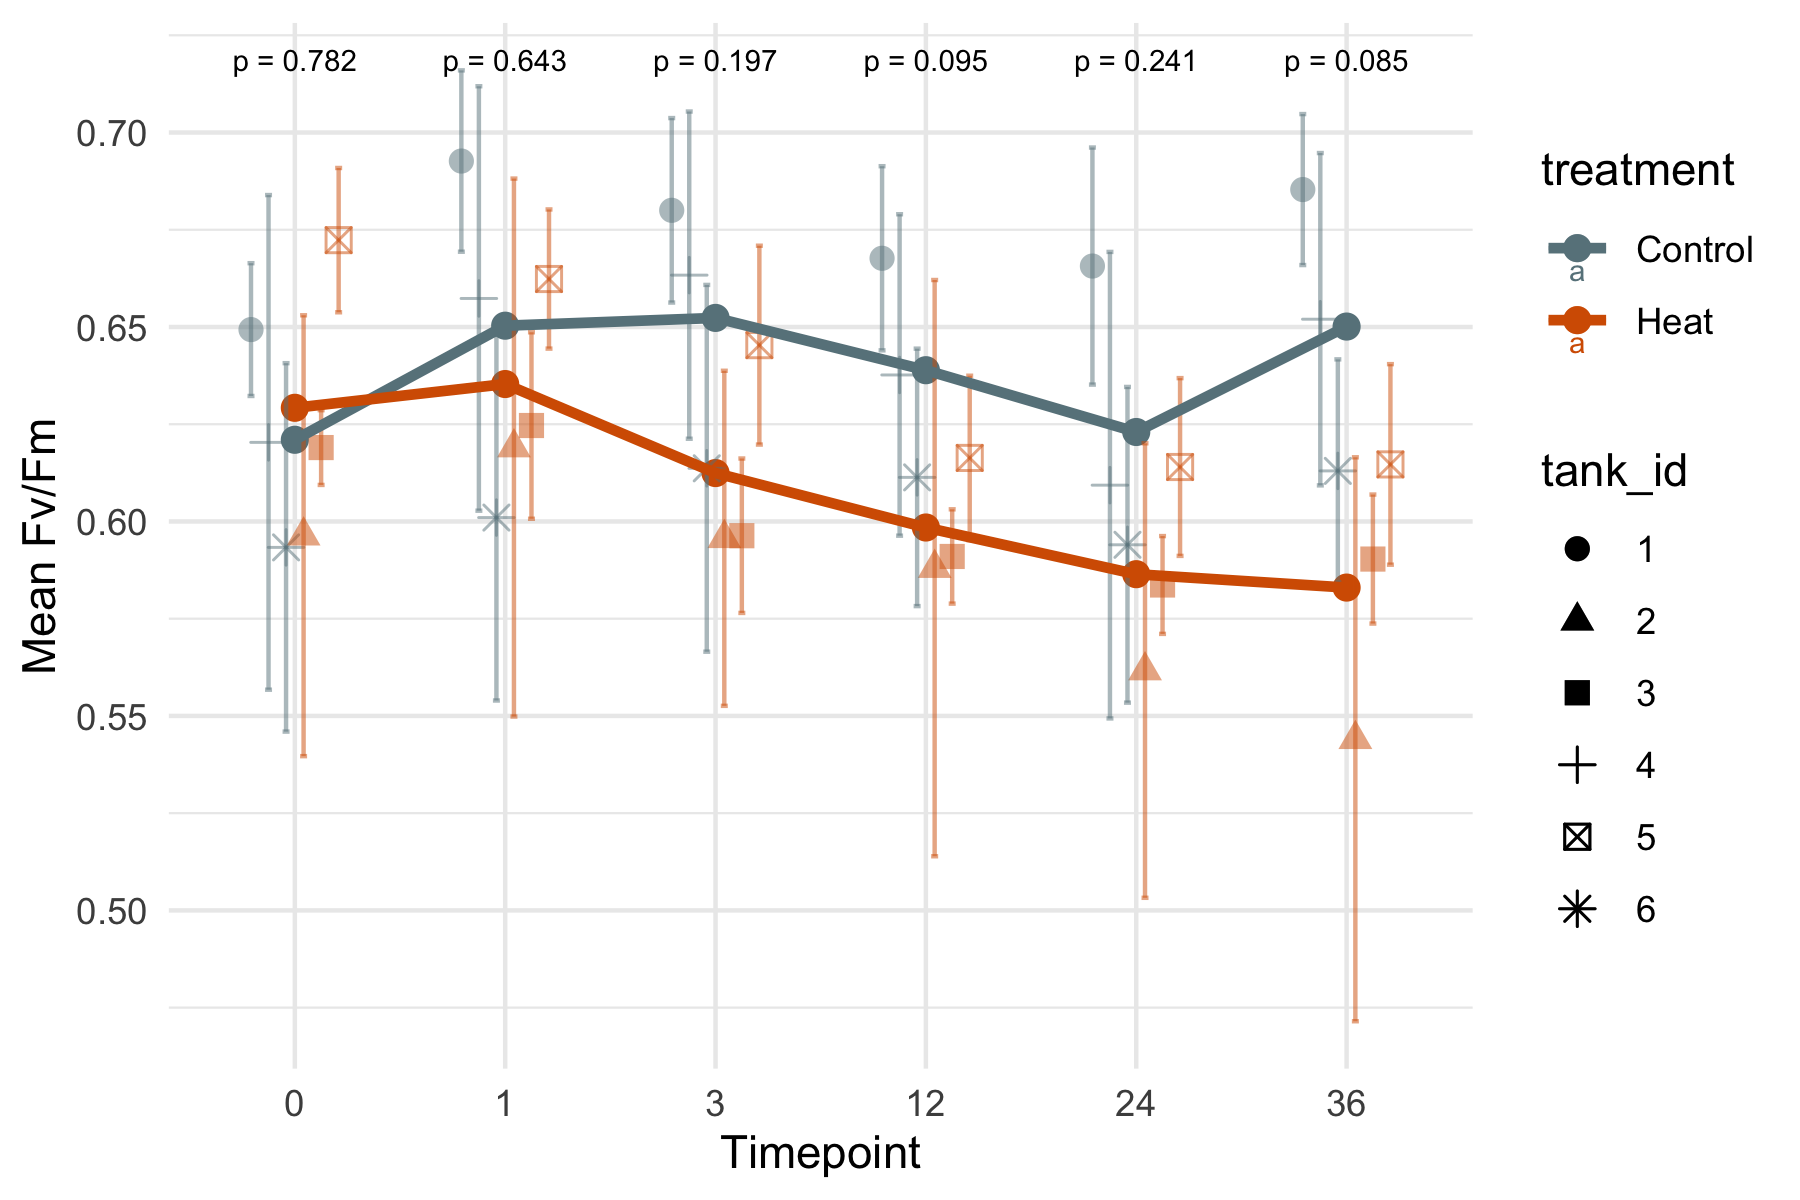 p = 0.782 p = 0.643 p = 0.197 p = 0.095 p = 0.241 p = 0.085
0.70
0.65
0.60
0.55
0.50
Mean Fv/Fm
0 1 3 12 24 36
Timepoint
treatment
a Control
a Heat
tank_id
1
2
3
4
5
6